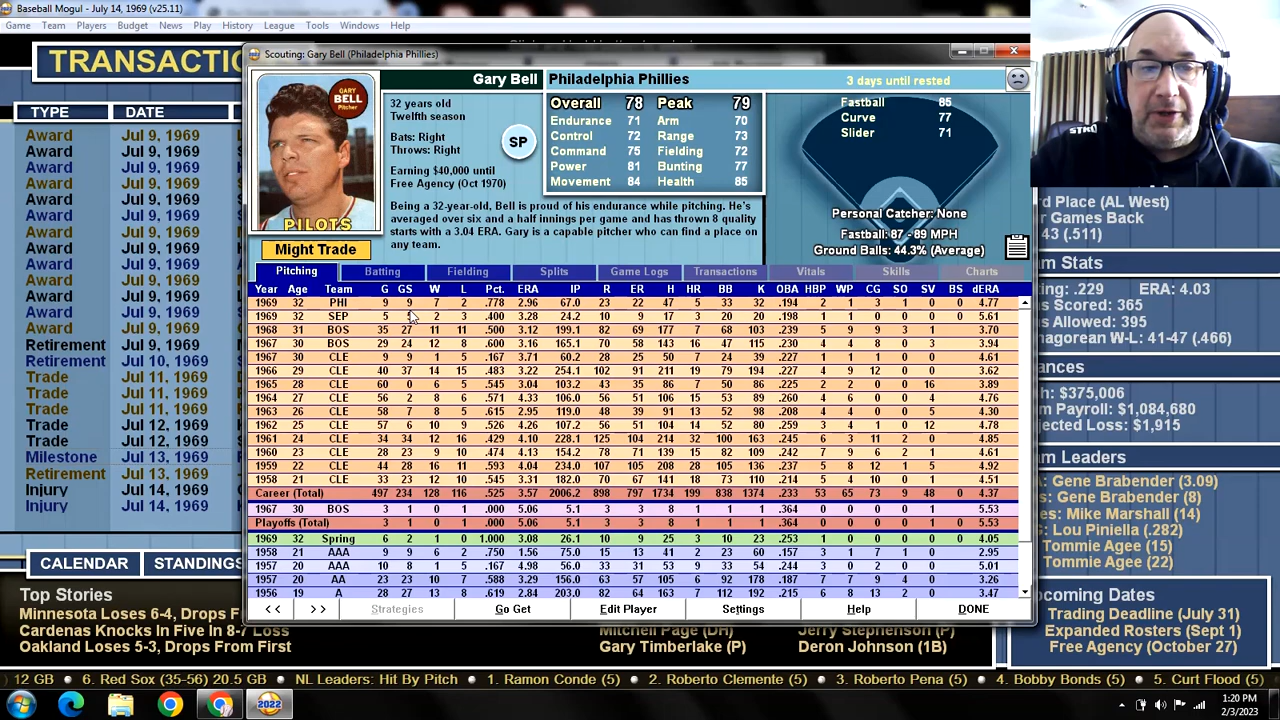 Baseball Mogul - July 14, 1969 (v25.11)
Game Team Players Budget News Play History League Tools Windows Help
TRANSACTIO
Scouting: Gary Bell (Philadelphia Phillies)
TYPE DATE
Award Jul 9, 1969
Award Jul 9, 1969
Award Jul 9, 1969
Award Jul 9, 1969
Award Jul 9, 1969
Award Jul 9, 1969
Award Jul 9, 1969
Award Jul 9, 1969
Award Jul 9, 1969
Award Jul 9, 1969
Award Jul 9, 1969
Award Jul 9, 1969
Award Jul 9, 1969
Retirement Jul 9, 1969
Retirement Jul 10, 1969
Trade Jul 11, 1969
Trade Jul 11, 1969
Trade Jul 11, 1969
Trade Jul 12, 1969
Trade Jul 12, 1969
Milestone Jul 13, 1969
Retirement Jul 13, 1969
Injury Jul 14, 1969
Injury Jul 14, 1969
GARY BELL Pitcher
PILOTS
Might Trade
Gary Bell Philadelphia Phillies 3 days until rested
32 years old
Twelfth season
Bats: Right
Throws: Right
Earning $40,000 until
Free Agency (Oct 1970)
SP
Overall 78 Peak 79
Endurance 71 Arm 70
Control 72 Range 73
Command 75 Fielding 72
Power 81 Bunting 77
Movement 84 Health 85
Fastball 85
Curve 77
Slider 71
Personal Catcher: None
Fastball: 87 - 89 MPH
Ground Balls: 44.3% (Average)
Being a 32-year-old, Bell is proud of his endurance while pitching. He's
averaged over six and a half innings per game and has thrown 8 quality
starts with a 3.04 ERA. Gary is a capable pitcher who can find a place on
any team.
Pitching Batting Fielding Splits Game Logs Transactions Vitals Skills Charts
Year Age Team G GS W L Pct. ERA IP R ER H HR BB K OBA HBP WP CG SO SV BS dERA
1969 32 PHI 9 9 7 2 .778 2.96 67.0 23 22 47 5 33 32 .194 2 1 3 1 0 0 4.77
1969 32 SEP 5 2 3 .400 3.28 24.2 10 9 17 3 20 20 .198 1 1 0 0 0 0 5.61
1968 31 BOS 35 27 11 11 .500 3.12 199.1 82 69 177 7 68 103 .239 5 9 9 3 1 0 3.70
1967 30 BOS 29 24 12 8 .600 3.16 165.1 70 58 143 16 47 115 .230 4 4 8 0 3 0 3.94
1967 30 CLE 9 9 1 5 .167 3.71 60.2 28 25 50 7 24 39 .227 1 1 1 0 0 0 4.61
1966 29 CLE 40 37 14 15 .483 3.22 254.1 102 91 211 19 79 194 .226 4 9 12 0 0 0 3.62
1965 28 CLE 60 0 6 5 .545 3.04 103.2 43 35 86 7 50 86 .225 2 2 0 0 16 0 3.89
1964 27 CLE 56 2 8 6 .571 4.33 106.0 56 51 106 15 53 89 .260 4 6 0 0 4 0 4.76
1963 26 CLE 58 7 8 5 .615 2.95 119.0 48 39 91 13 52 98 .208 4 4 0 0 5 0 4.30
1962 25 CLE 57 6 10 9 .526 4.26 107.2 56 51 104 14 52 80 .259 3 4 1 0 12 0 4.78
1961 24 CLE 34 34 12 16 .429 4.10 228.1 125 104 214 32 100 163 .245 6 3 11 2 0 0 4.85
1960 23 CLE 28 23 9 10 .474 4.13 154.2 78 71 139 15 82 109 .242 7 9 6 2 1 0 4.61
1959 22 CLE 44 28 16 11 .593 4.04 234.0 107 105 208 28 105 136 .237 5 8 12 1 5 0 4.92
1958 21 CLE 33 23 12 10 .545 3.31 182.0 70 67 141 18 73 110 .214 5 4 10 0 1 0 4.51
Career (Total) 497 234 128 116 .525 3.57 2006.2 898 797 1734 199 838 1374 .233 53 65 73 9 48 0 4.37
1967 30 BOS 3 1 0 1 .000 5.06 5.1 3 3 8 1 1 1 .364 0 0 0 0 1 0 5.53
Playoffs (Total) 3 1 0 1 .000 5.06 5.1 3 3 8 1 1 1 .364 0 0 0 0 1 0 5.53
1969 32 Spring 6 2 1 0 1.000 3.08 26.1 10 9 25 3 10 23 .253 1 0 0 0 1 0 4.05
1958 21 AAA 9 9 6 2 .750 1.56 75.0 15 13 41 2 23 60 .157 3 1 7 1 0 0 2.95
1957 20 AAA 10 8 4 5 .444 4.98 56.0 33 31 53 9 33 54 .244 3 0 2 0 0 0 5.01
1957 20 AA 23 23 10 7 .588 3.29 156.0 63 57 105 6 92 178 .187 7 7 9 4 0 0 3.26
1956 19 A 28 27 13 8 .619 2.84 203.0 82 64 163 7 112 192 .215 6 8 13 2 0 0 3.47
<< >> Strategies Go Get Edit Player Settings Help DONE
rd Place (AL West)
r Games Back
43 (.511)
am Stats
ting: .229 ERA: 4.03
ns Scored: 365
s Allowed: 395
hagorean W-L: 41-47 (.466)
ances
$375,006
m Payroll: $1,084,680
jected Loss: $1,915
am Leaders
A: Gene Brabender (3.09)
s: Gene Brabender (8)
es: Mike Marshall (14)
G: Lou Piniella (.282)
Tommie Agee (15)
Tommie Agee (22)
CALENDAR STANDINGS
Top Stories
Minnesota Loses 6-4, Drops F
Cardenas Knocks In Five In 8-7 Loss
Oakland Loses 5-3, Drops From First
Mitchell Page (DH) Jerry Stephenson (P)
Gary Timberlake (P) Deron Johnson (1B)
pcoming Dates
Trading Deadline (July 31)
Expanded Rosters (Sept 1)
Free Agency (October 27)
12 GB • 6. Red Sox (35-56) 20.5 GB • NL Leaders: Hit By Pitch • 1. Ramon Conde (5) • 2. Roberto Clemente (5) • 3. Roberto Pena (5) • 4. Bobby Bonds (5) • 5. Curt Flood (5)
2022
1:20 PM
2/3/2023